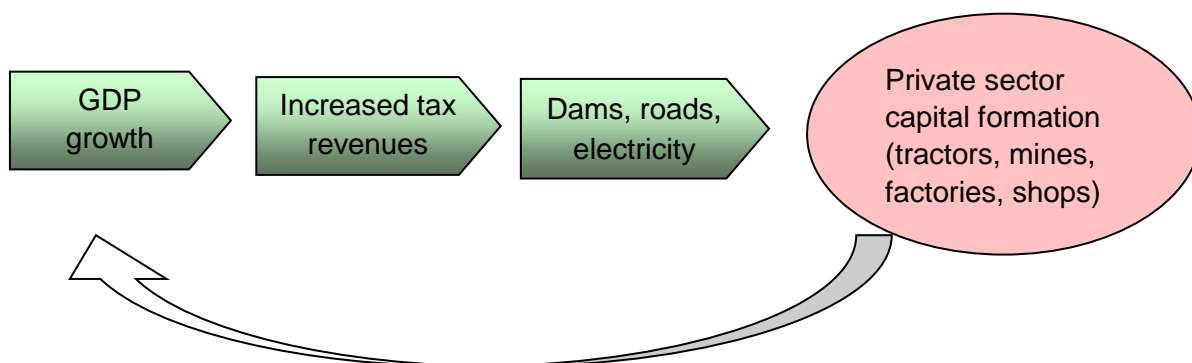 GDP
growth
Increased tax
revenues
Dams, roads,
electricity
Private sector
capital formation
(tractors, mines,
factories, shops)